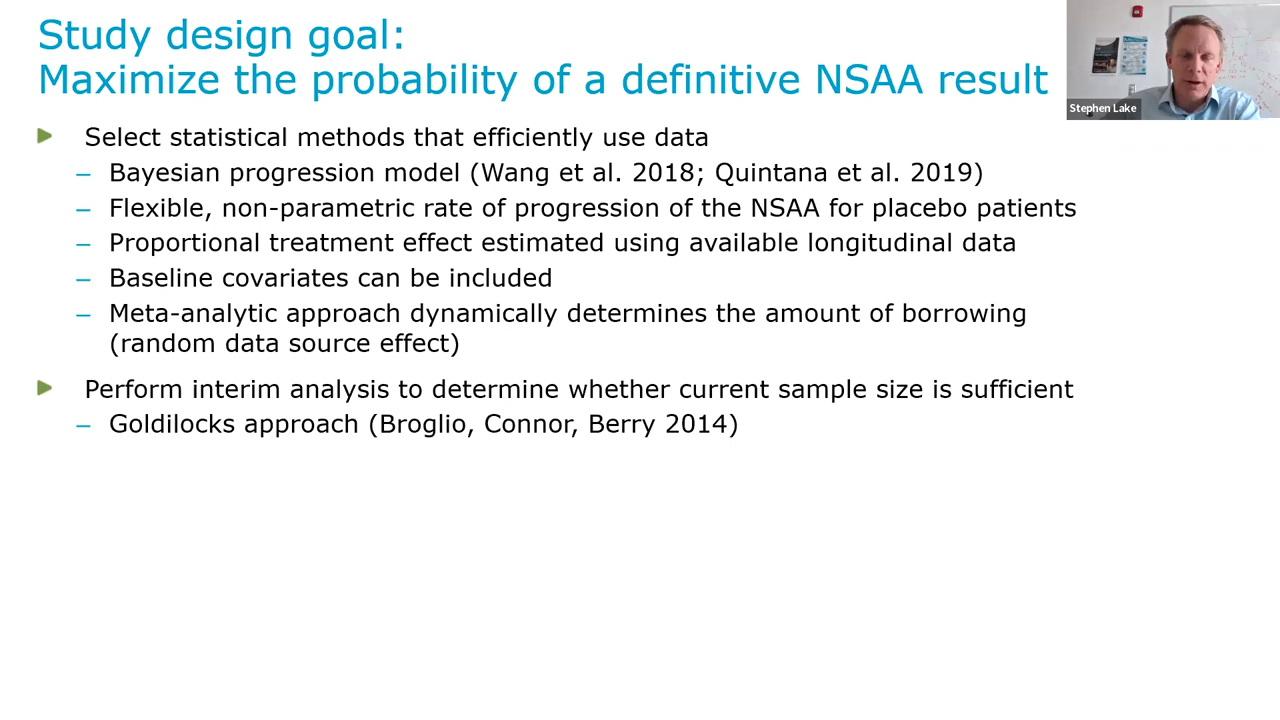 Study design goal:
Maximize the probability of a definitive NSAA result
Stephen Lake
Select statistical methods that efficiently use data
– Bayesian progression model (Wang et al. 2018; Quintana et al. 2019)
– Flexible, non-parametric rate of progression of the NSAA for placebo patients
– Proportional treatment effect estimated using available longitudinal data
– Baseline covariates can be included
– Meta-analytic approach dynamically determines the amount of borrowing
(random data source effect)
Perform interim analysis to determine whether current sample size is sufficient
– Goldilocks approach (Broglio, Connor, Berry 2014)